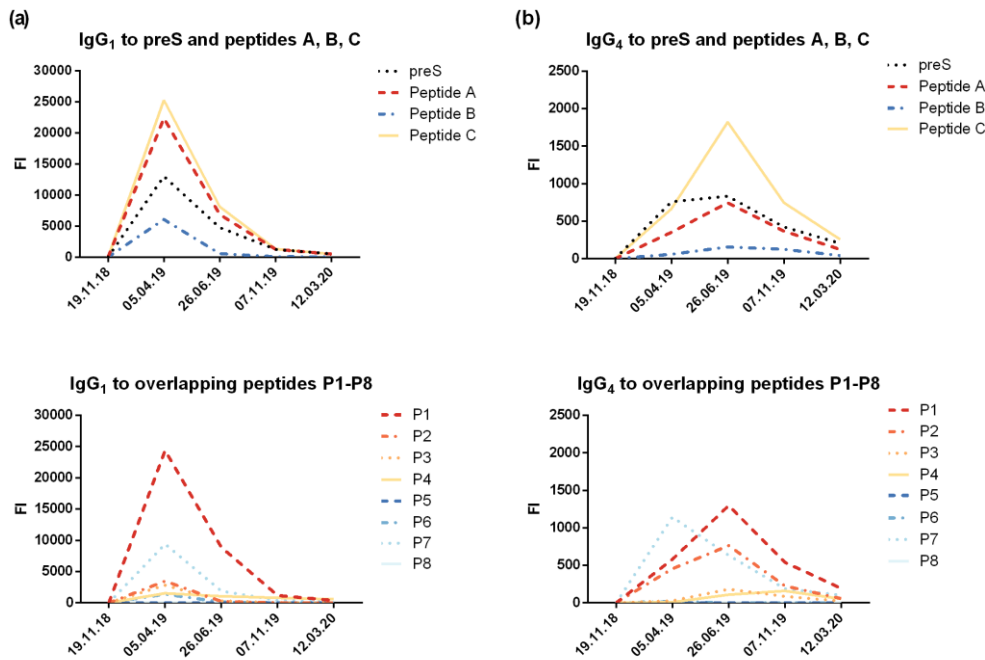 (a)
IgG₁ to preS and peptides A, B, C
30000
25000
20000
15000
10000
5000
0
FI
19.11.18
05.04.19
26.06.19
07.11.19
12.03.20
preS
Peptide A
Peptide B
Peptide C
(b)
IgG₄ to preS and peptides A, B, C
2500
2000
1500
1000
500
0
FI
19.11.18
05.04.19
26.06.19
07.11.19
12.03.20
preS
Peptide A
Peptide B
Peptide C
IgG₁ to overlapping peptides P1-P8
30000
25000
20000
15000
10000
5000
0
FI
19.11.18
05.04.19
26.06.19
07.11.19
12.03.20
P1
P2
P3
P4
P5
P6
P7
P8
IgG₄ to overlapping peptides P1-P8
2500
2000
1500
1000
500
0
FI
19.11.18
05.04.19
26.06.19
07.11.19
12.03.20
P1
P2
P3
P4
P5
P6
P7
P8